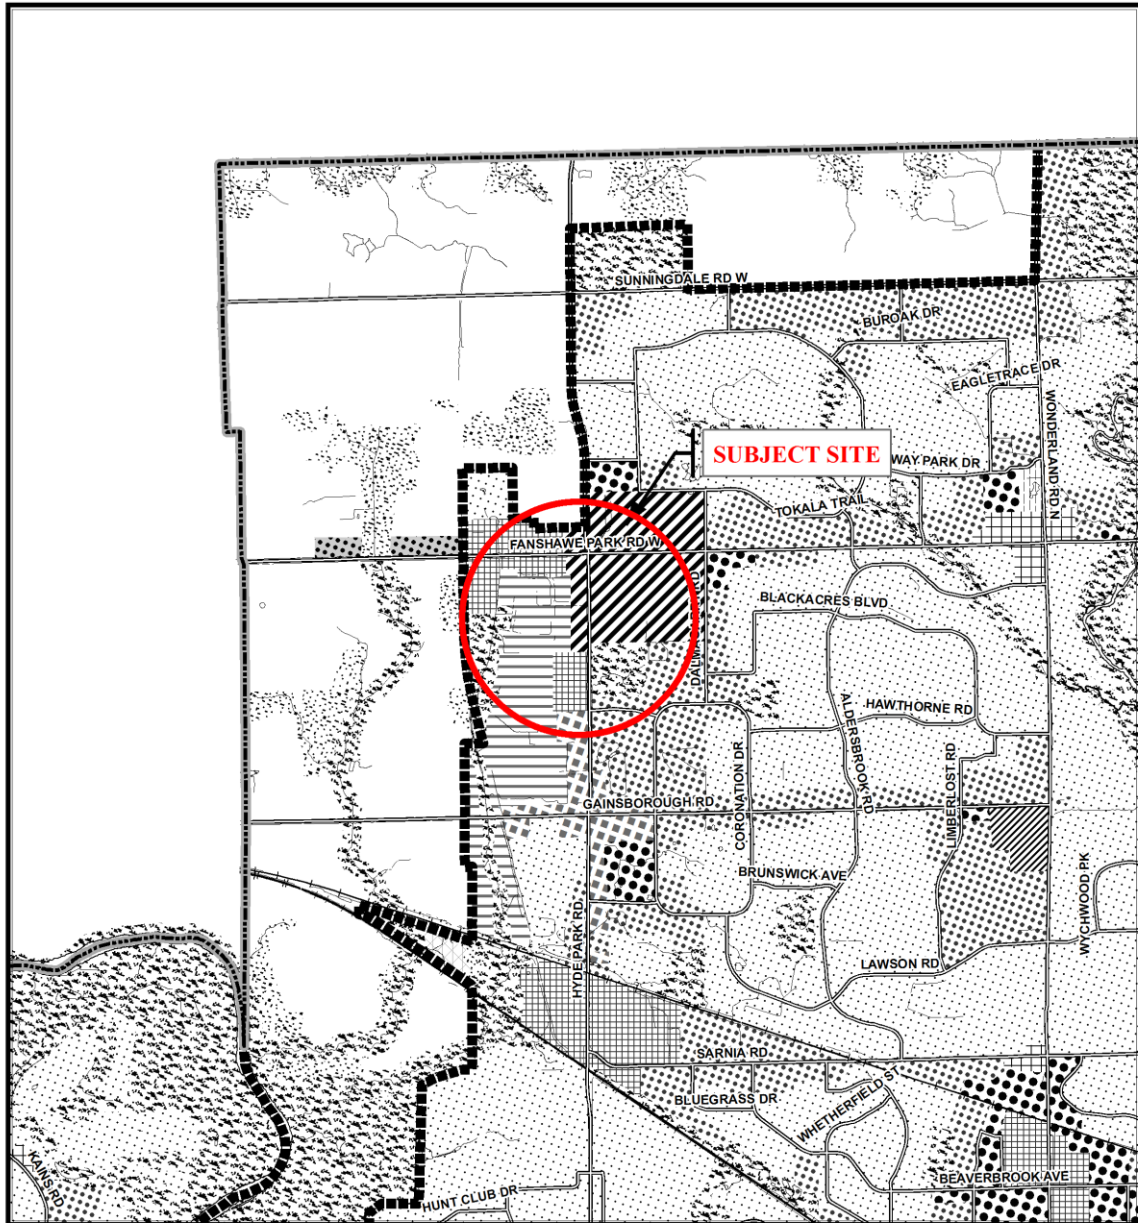 SUNNINGDALE RD W
BUROAK DR
EAGLETRACE DR
WONDERLAND RD N
SUBJECT SITE
WAY PARK DR
TOKALA TRAIL
FANSHAWE PARK RD W
BLACKACRES BLVD
HAWTHORNE RD
ALDERSBROOK RD
CORONATION DR
LIMBERLOST RD
GAINSBOROUGH RD
BRUNSWICK AVE
WYCHWOOD PK
HYDE PARK RD
LAWSON RD
SARNIA RD
BLUEGRASS DR
WHETHERFIELD ST
BEAVERBROOK AVE
KAINS RD
HUNT CLUB DR